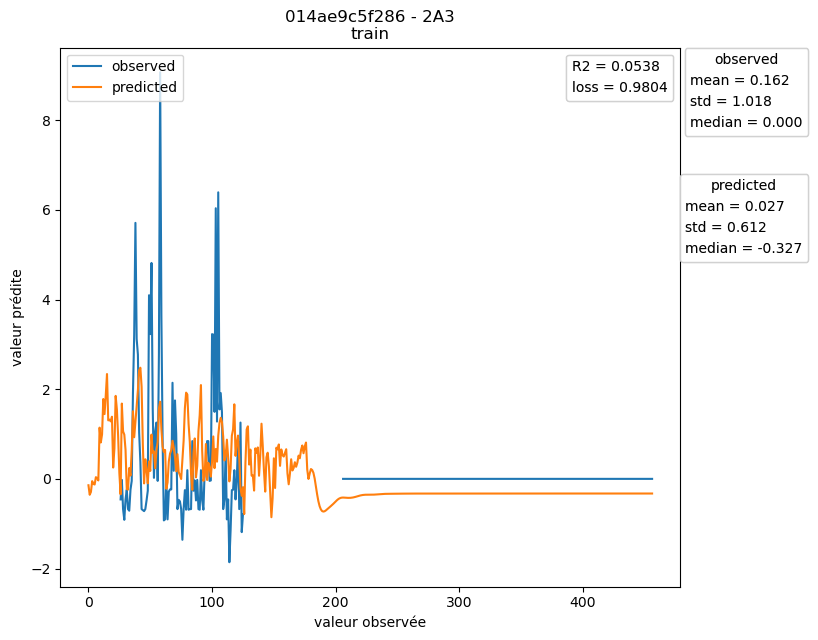 014ae9c5f286 - 2A3
train
observed
predicted
R2 = 0.0538
loss = 0.9804
observed
mean = 0.162
std = 1.018
median = 0.000
predicted
mean = 0.027
std = 0.612
median = -0.327
valeur prédite
8
6
4
2
0
−2
0
100
200
300
400
valeur observée